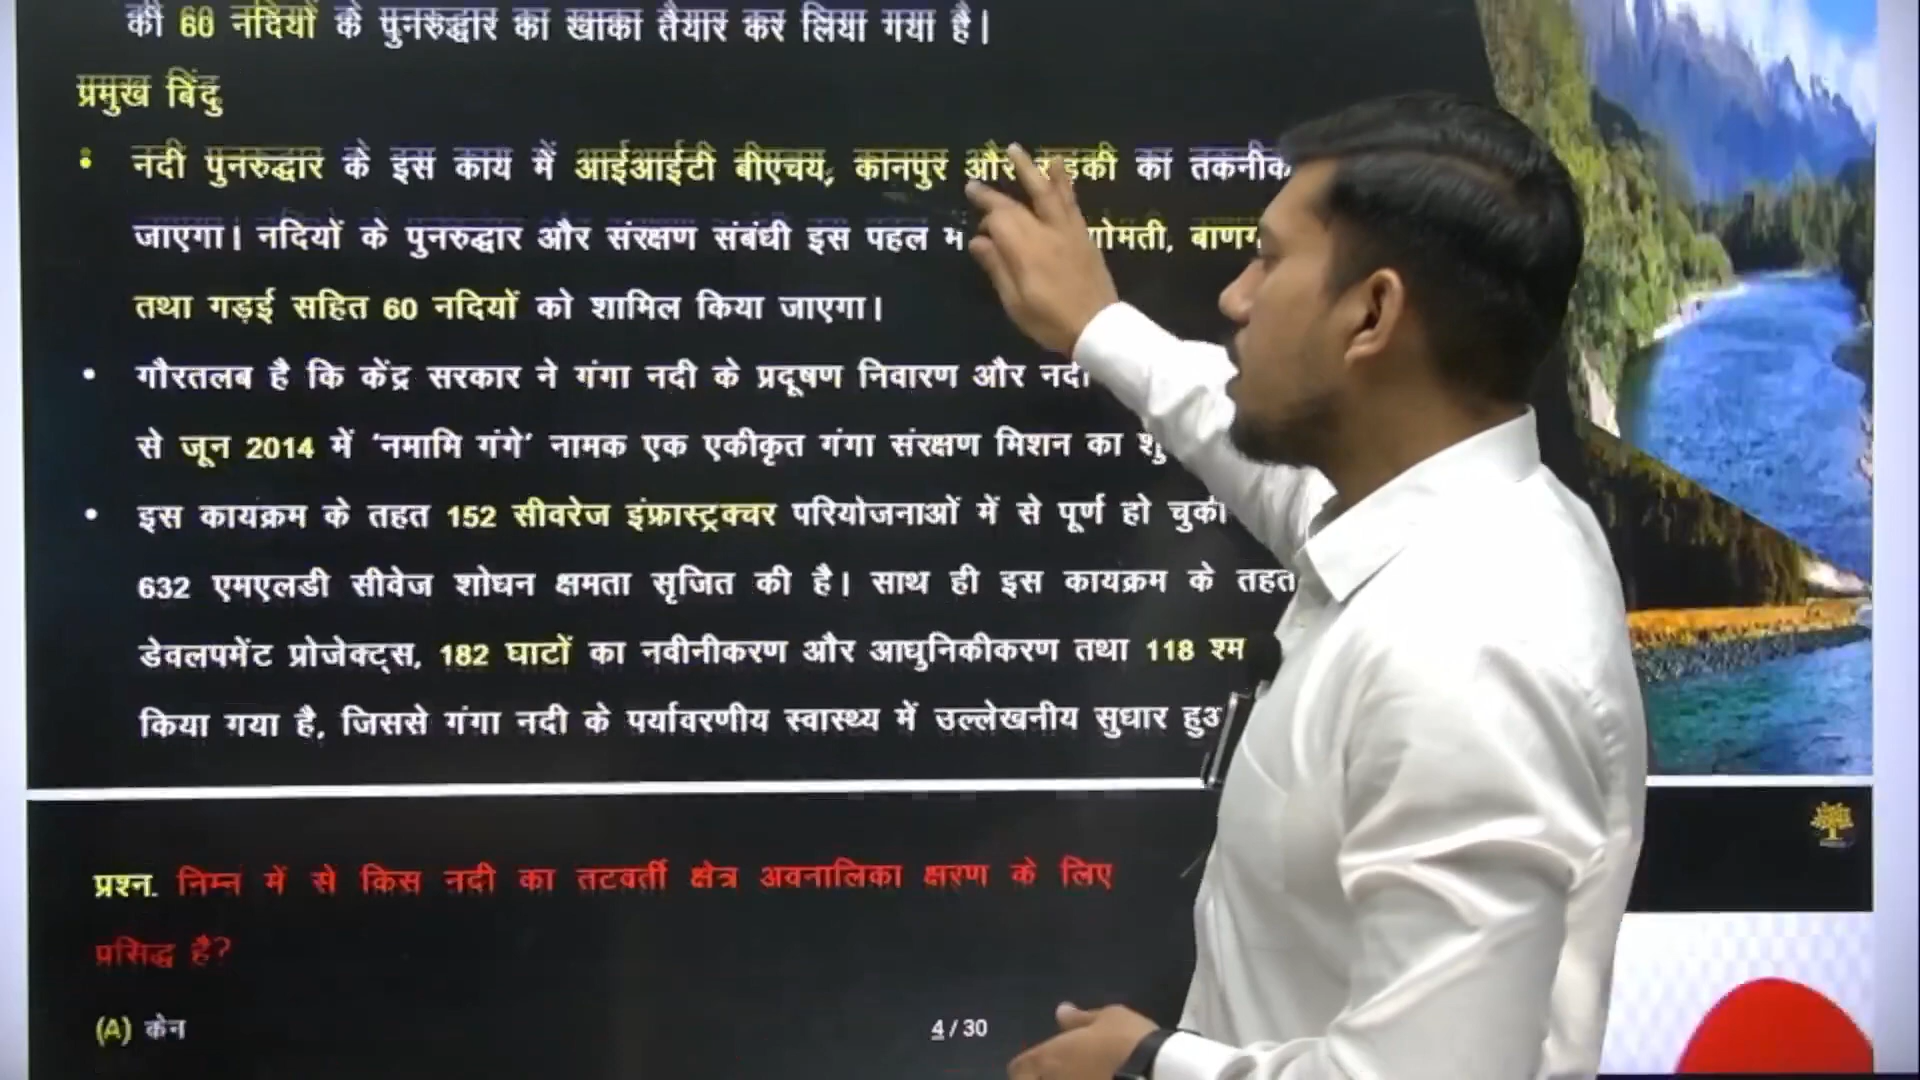 की 60 नदियों के पुनरुद्धार का खाका तैयार कर लिया गया है।
प्रमुख बिंदु
• नदी पुनरुद्धार के इस काय में आईआईटी बीएचय, कानपुर और का तकनीक
जाएगा। नदियों के पुनरुद्धार और संरक्षण संबंधी इस पहल गोमती,
तथा गड़ई सहित 60 नदियों को शामिल किया जाएगा।
• गौरतलब है कि केंद्र सरकार ने गंगा नदी के प्रदूषण निवारण और नदी
से जून 2014 में ‘नमामि गंगे’ नामक एक एकीकृत गंगा संरक्षण मिशन का
• इस कायक्रम के तहत 152 सीवरेज इंफ्रास्ट्रक्चर परियोजनाओं में से पूर्ण हो चुकी
632 एमएलडी सीवेज शोधन क्षमता सृजित की है। साथ ही इस कायक्रम के तहत
डेवलपमेंट प्रोजेक्ट्स, 182 घाटों का नवीनीकरण और आधुनिकीकरण तथा 118
किया गया है, जिससे गंगा नदी के पर्यावरणीय स्वास्थ्य में उल्लेखनीय सुधार
प्रश्न. निम्न में से किस नदी का तटवर्ती क्षेत्र अवनालिका क्षरण के लिए
प्रसिद्ध है?
(A) केन
4 / 30